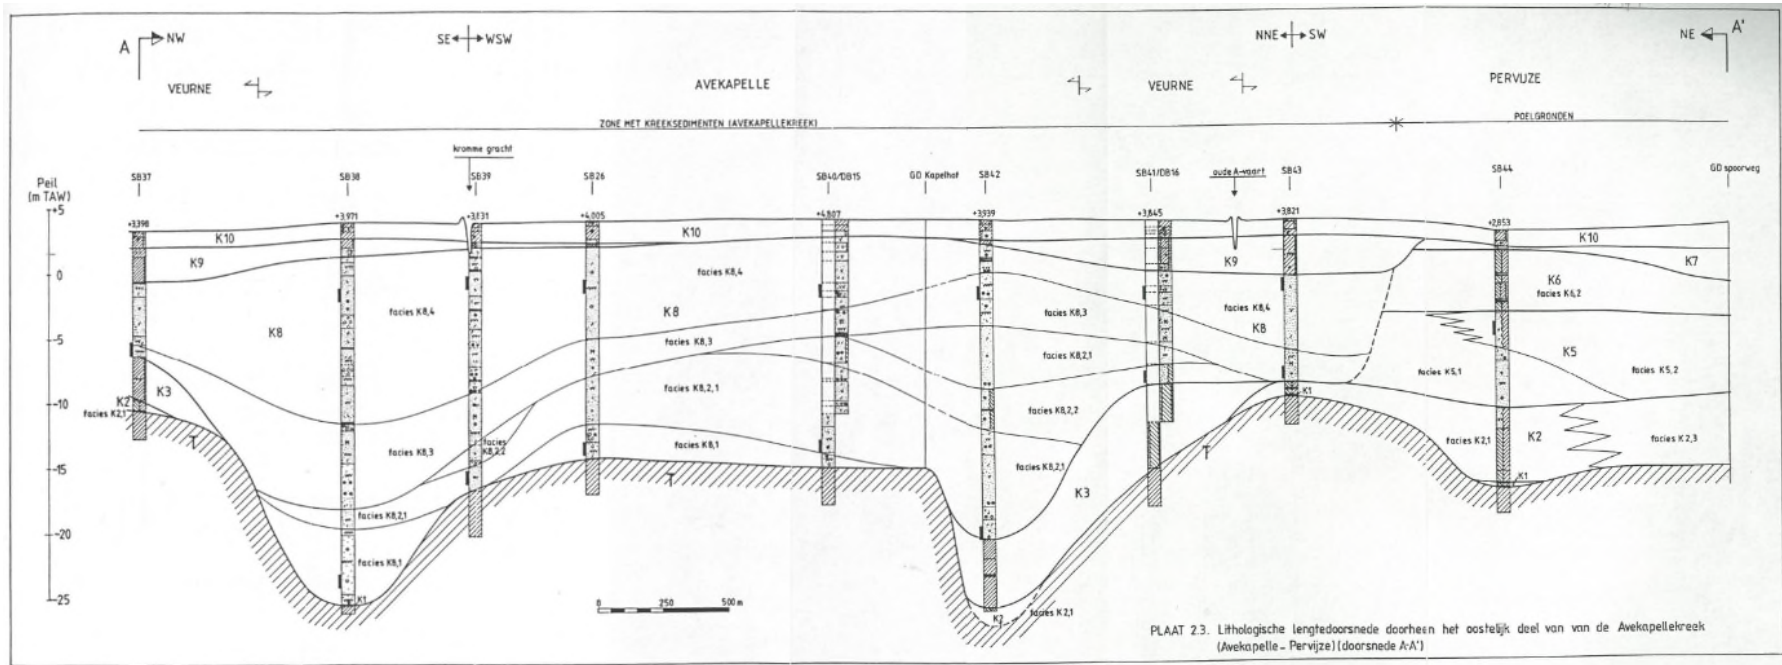 A NW SE WSW NNE SW NE A'
VEURNE AVEKAPELLE VEURNE PERVIJZE
ZONE MET KREEKSEDIMENTEN (AVEKAPELLEKREEK) POELGRONDEN
kromme gracht oude A-vaart
SB37 SB38 SB39 SB26 SB40/DB15 GD Kapelhof SB42 SB41/DB16 SB43 SB44 GD spoorweg
Peil
(m TAW)
+3,398 +3,971 +3,831 +4,005 +4,807 +3,939 +3,845 +3,821 +2,853
+5
0
-5
-10
-15
-20
-25
K10 K10 K10
K9 K9 K7
facies K8,4 K6
facies K6,2
facies K8,4 facies K8,3 facies K8,4
K8 K8 K8
facies K8,3 facies K8,2,1 K5
K3 facies K8,2,1 facies K5,1 facies K5,2
K2 K1
facies K2,1 facies K8,2,2
T facies K8,1 T facies K2,1 K2 facies K2,3
facies K8,3 facies
K8,2,2
T facies K8,2,1 K1
K3
facies K8,2,1
facies K8,1
K1
facies K2,1
K2
0 250 500 m
PLAAT 2.3. Lithologische lengtedoorsnede doorheen het oostelijk deel van van de Avekapellekreek
(Avekapelle - Pervijze) (doorsnede A-A')